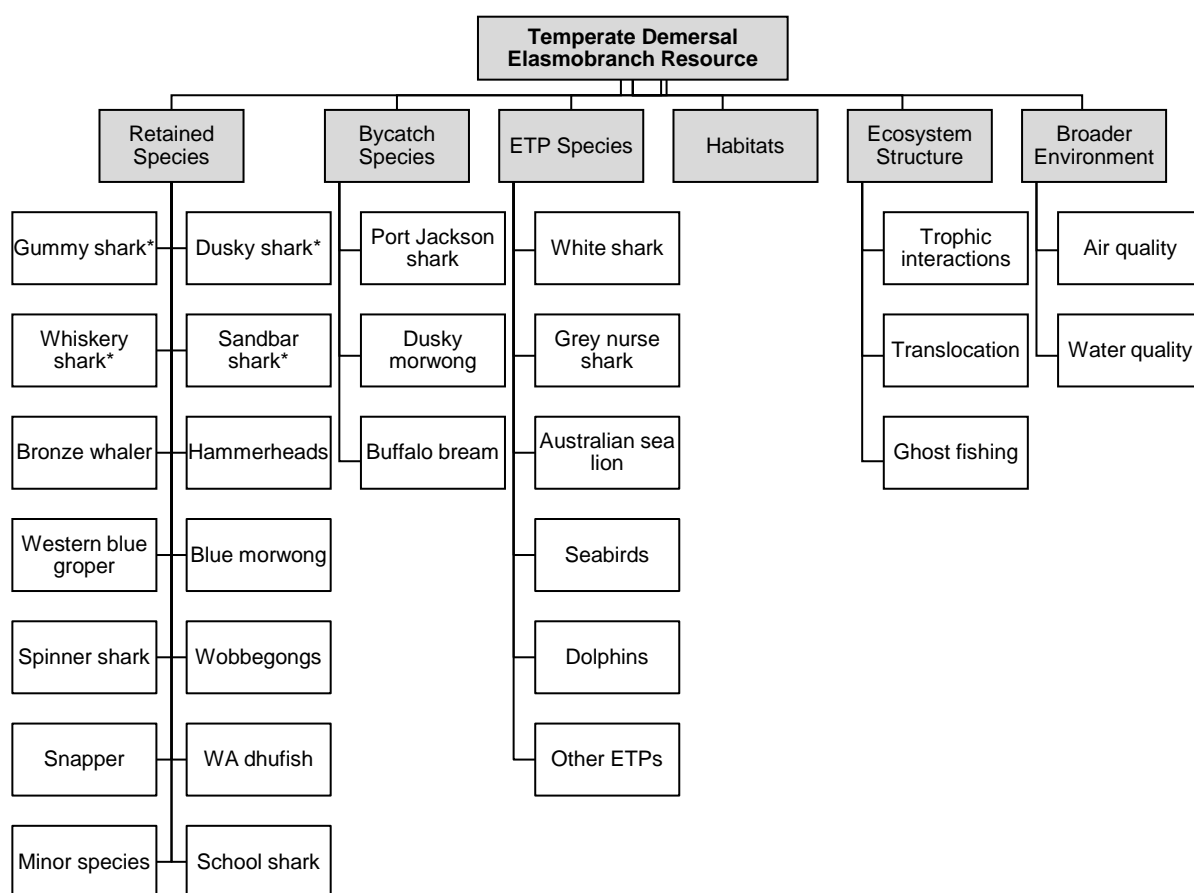 Temperate Demersal
Elasmobranch Resource
Retained
Species
Bycatch
Species
ETP Species
Habitats
Ecosystem
Structure
Broader
Environment
Gummy shark*
Dusky shark*
Whiskery
shark*
Sandbar
shark*
Bronze whaler
Hammerheads
Western blue
groper
Blue morwong
Spinner shark
Wobbegongs
Snapper
WA dhufish
Minor species
School shark
Port Jackson
shark
Dusky
morwong
Buffalo bream
White shark
Grey nurse
shark
Australian sea
lion
Seabirds
Dolphins
Other ETPs
Trophic
interactions
Translocation
Ghost fishing
Air quality
Water quality